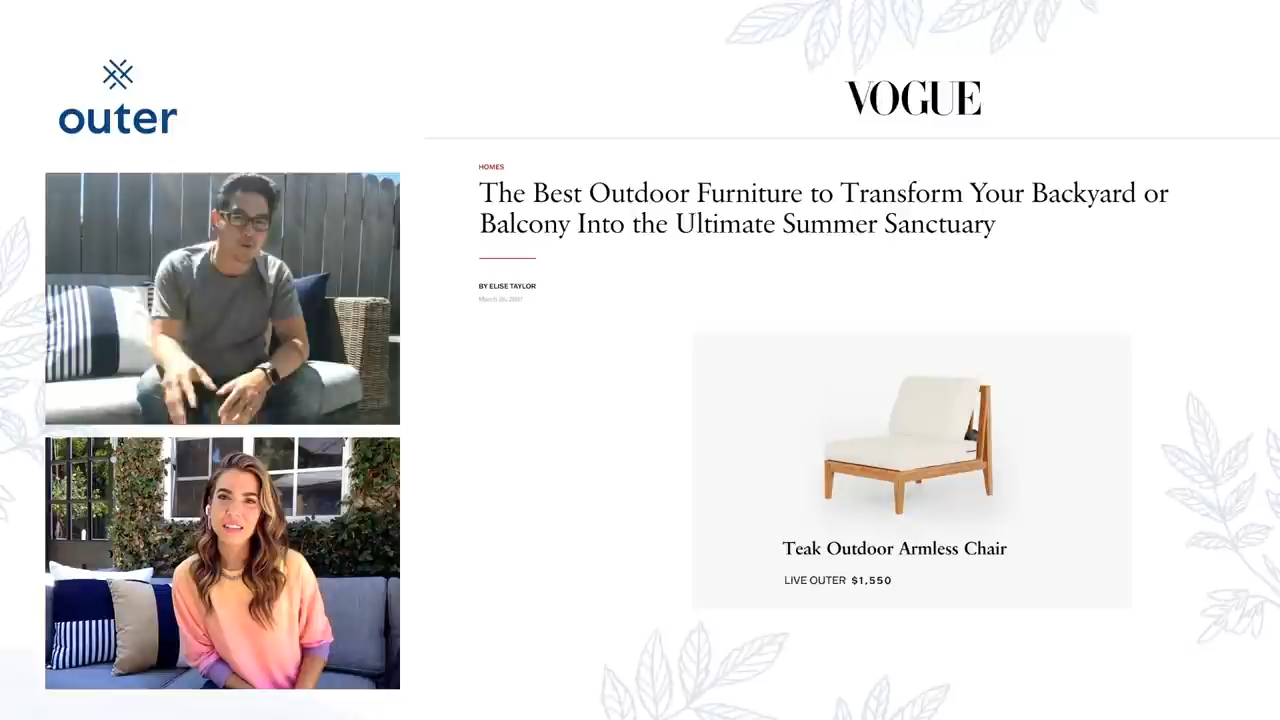 outer
VOGUE
HOMES
The Best Outdoor Furniture to Transform Your Backyard or
Balcony Into the Ultimate Summer Sanctuary
BY ELISE TAYLOR
Teak Outdoor Armless Chair
LIVE OUTER $1,550